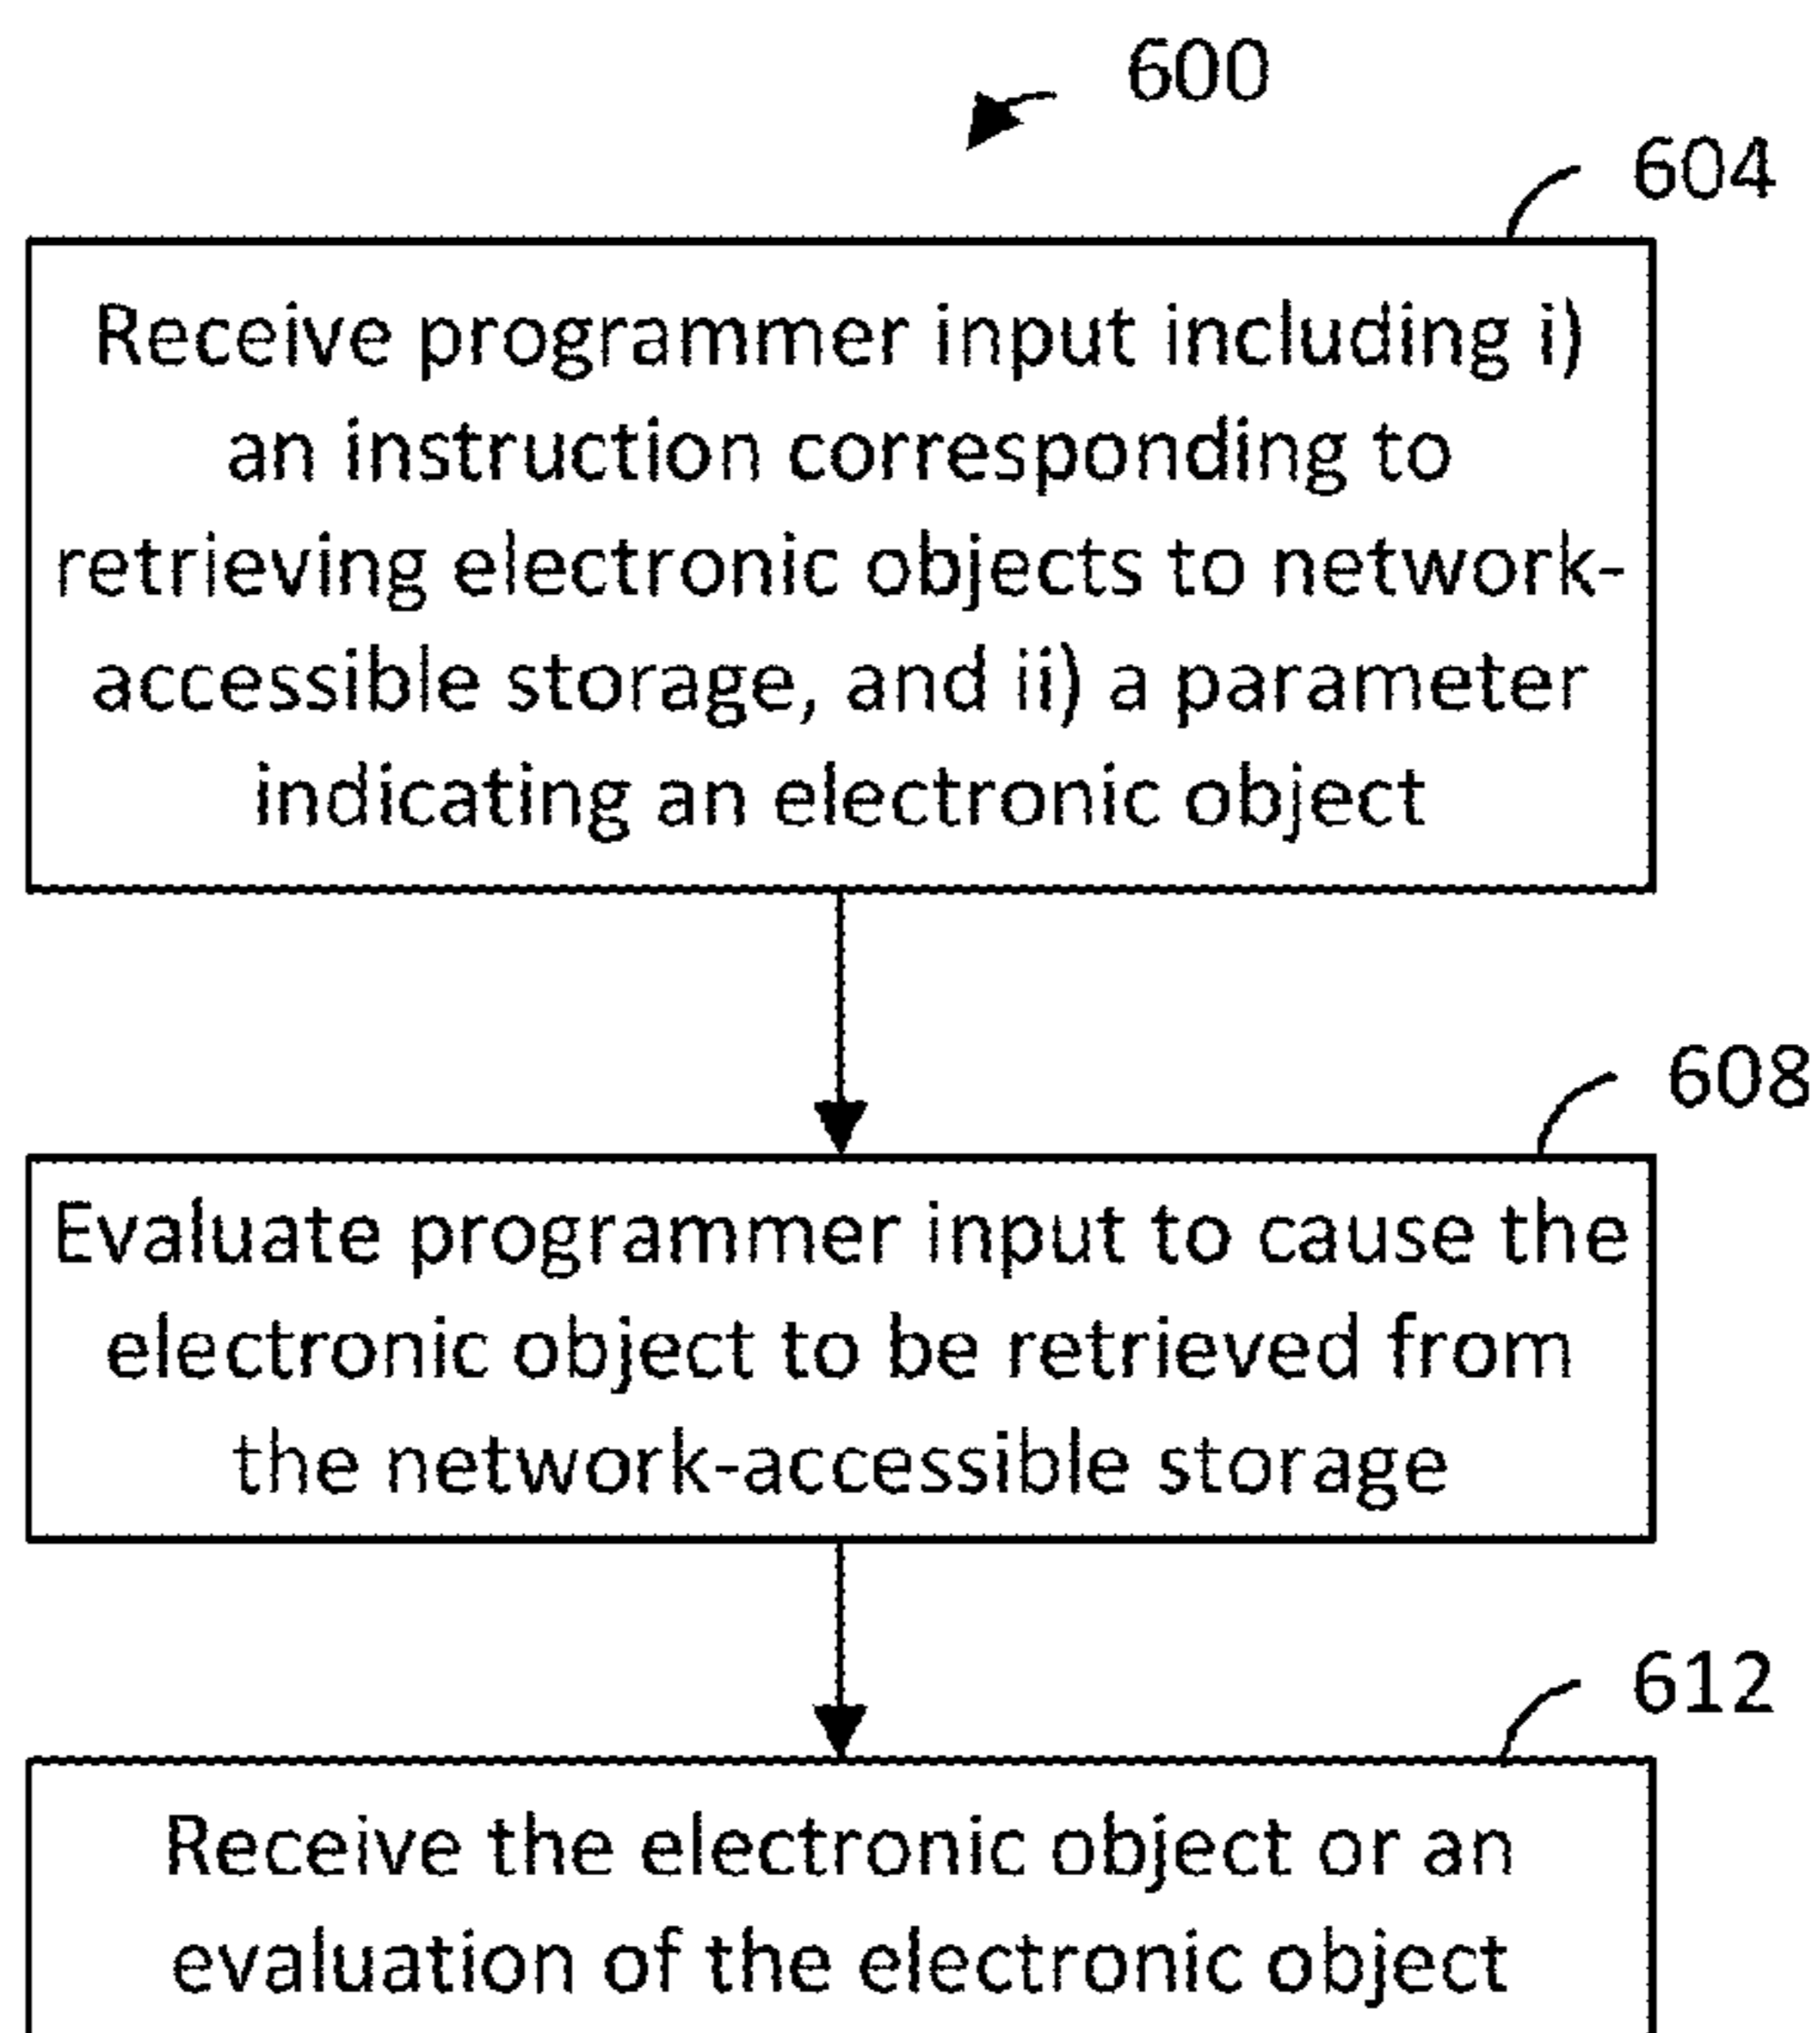 600
604
Receive programmer input including i)
an instruction corresponding to
retrieving electronic objects to network-
accessible storage, and ii) a parameter
indicating an electronic object
608
Evaluate programmer input to cause the
electronic object to be retrieved from
the network-accessible storage
612
Receive the electronic object or an
evaluation of the electronic object